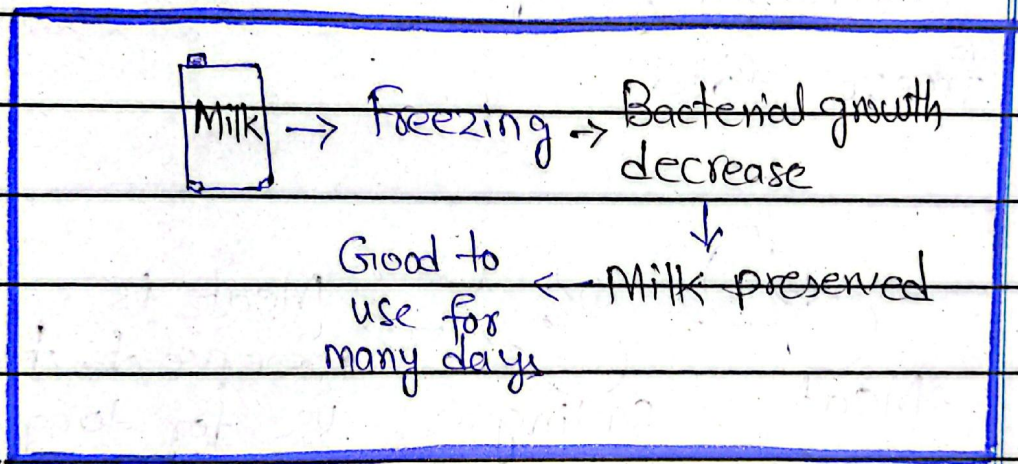 Milk → Freezing → Bacterial growth
decrease
↓
Good to ← Milk preserved
use for
many days